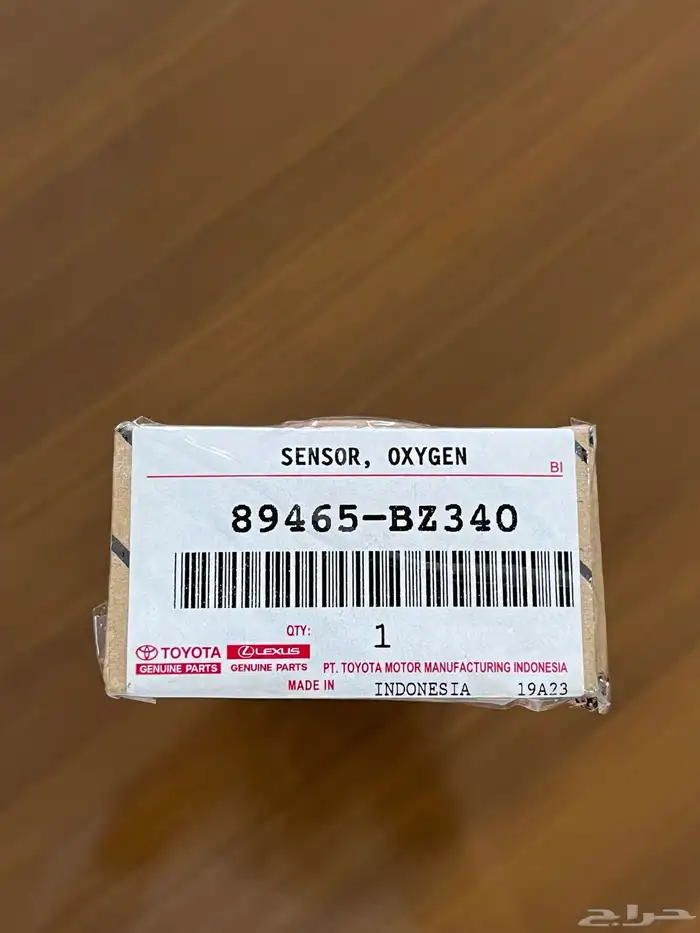 SENSOR, OXYGEN
BI
89465-BZ340
QTY: 1
TOYOTA
GENUINE PARTS
LEXUS
GENUINE PARTS
PT. TOYOTA MOTOR MANUFACTURING INDONESIA
MADE IN INDONESIA 19A23
حراج